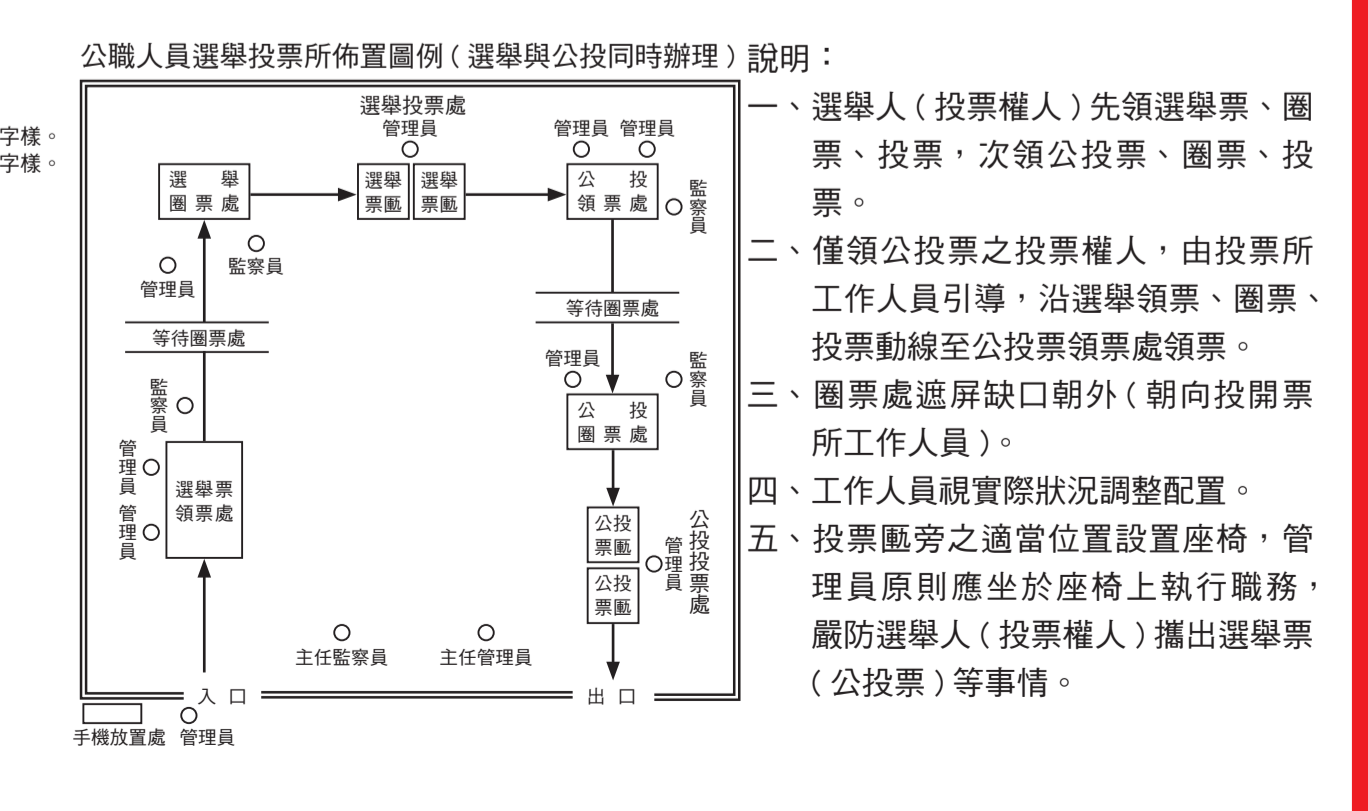 公職人員選舉投票所佈置圖例（選舉與公投同時辦理）
字樣。
字樣。
選舉投票處
管理員
管理員
管理員
選舉
圈票處
選舉
票匭
選舉
票匭
公投
領票處
監察員
監察員
管理員
等待圈票處
等待圈票處
管理員
監察員
監察員
公投
圈票處
管理員
選舉票
領票處
管理員
公投
票匭
公投
票匭
管理員
公投投票處
主任監察員
主任管理員
入口
出口
手機放置處
管理員
說明：
一、選舉人（投票權人）先領選舉票、圈
票、投票，次領公投票、圈票、投
票。
二、僅領公投票之投票權人，由投票所
工作人員引導，沿選舉領票、圈票、
投票動線至公投票領票處領票。
三、圈票處遮屏缺口朝外（朝向投開票
所工作人員）。
四、工作人員視實際狀況調整配置。
五、投票匭旁之適當位置設置座椅，管
理員原則應坐於座椅上執行職務，
嚴防選舉人（投票權人）攜出選舉票
（公投票）等事情。